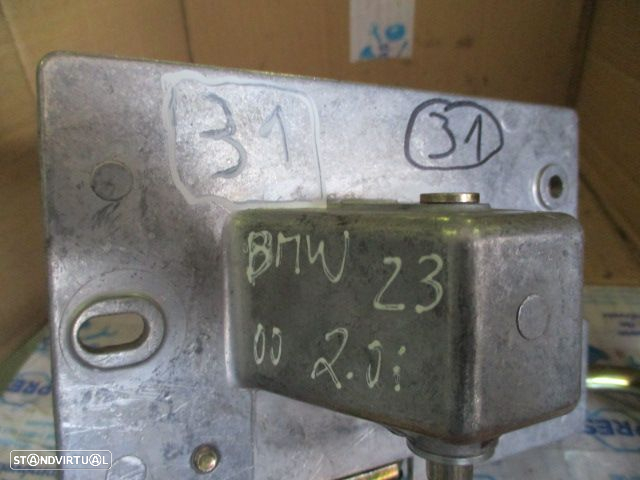 31
31
BMW Z3
00 2.0i
STANDVIRTUAL